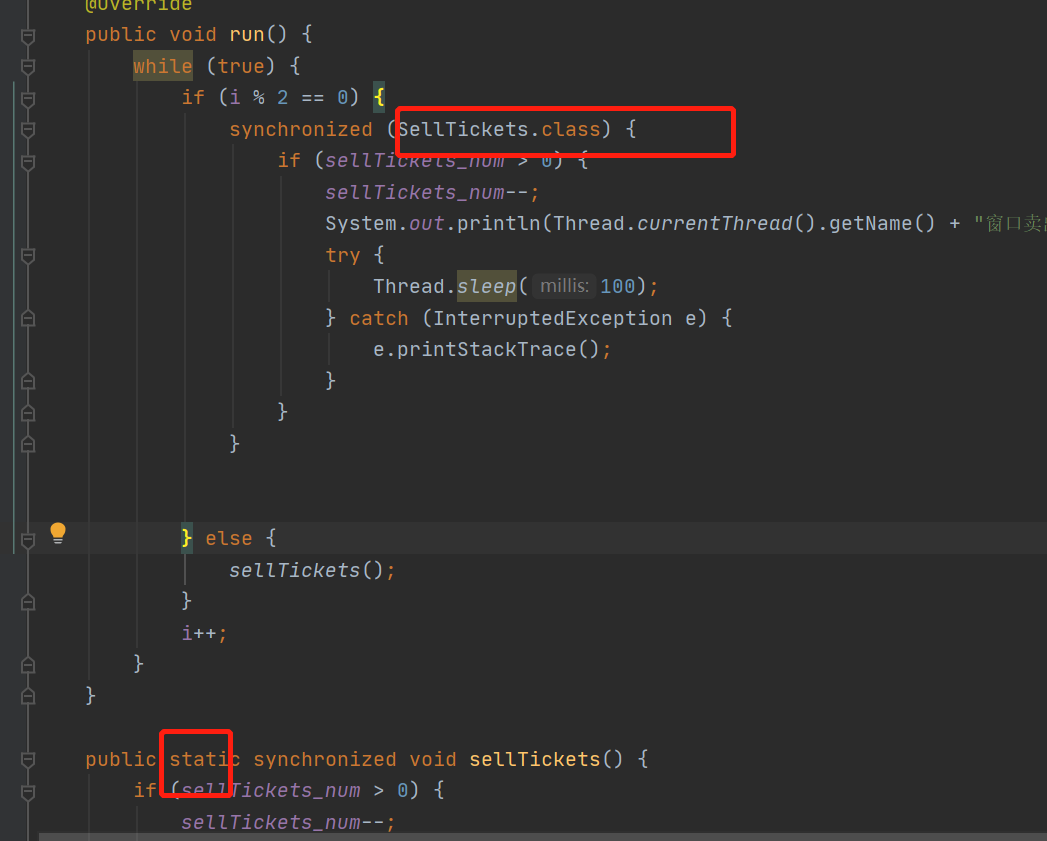 @Override
public void run() {
while (true) {
if (i % 2 == 0) {
synchronized (SellTickets.class) {
if (sellTickets_num > 0) {
sellTickets_num--;
System.out.println(Thread.currentThread().getName() + "窗口卖
try {
Thread.sleep( millis: 100);
} catch (InterruptedException e) {
e.printStackTrace();
}
}
}
} else {
sellTickets();
}
i++;
}
}
public static synchronized void sellTickets() {
if (sellTickets_num > 0) {
sellTickets_num--;